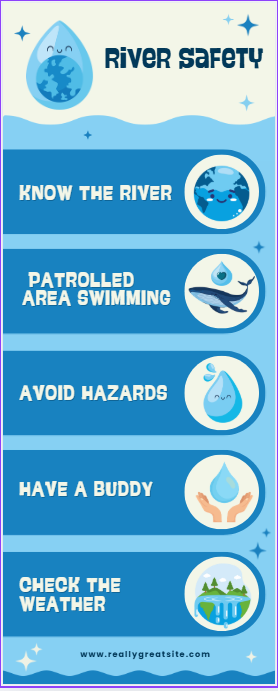 River Safety
KNOW THE RIVER
PATROLLED
AREA SWIMMING
AVOID HAZARDS
HAVE A BUDDY
CHECK THE
WEATHER
www.reallygreatsite.com